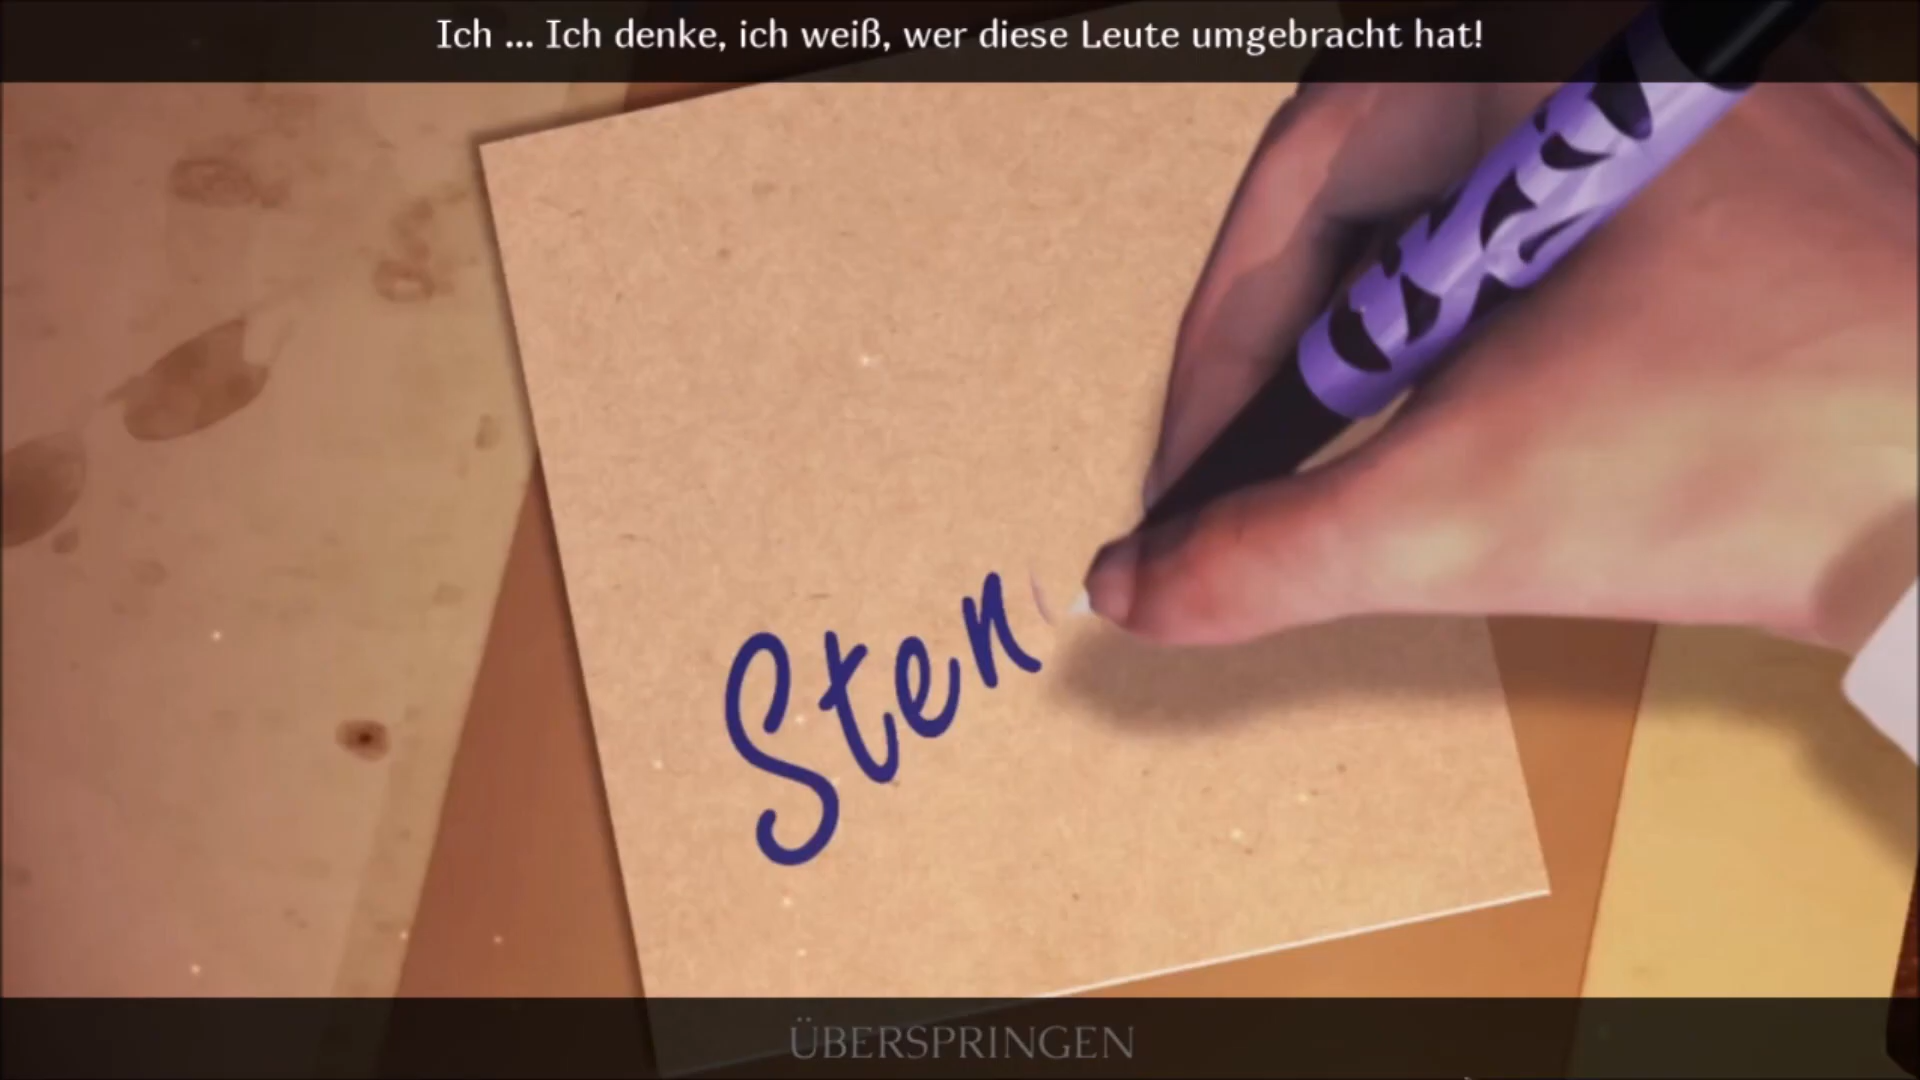 Ich ... Ich denke, ich weiß, wer diese Leute umgebracht hat!
Sten
ÜBERSPRINGEN